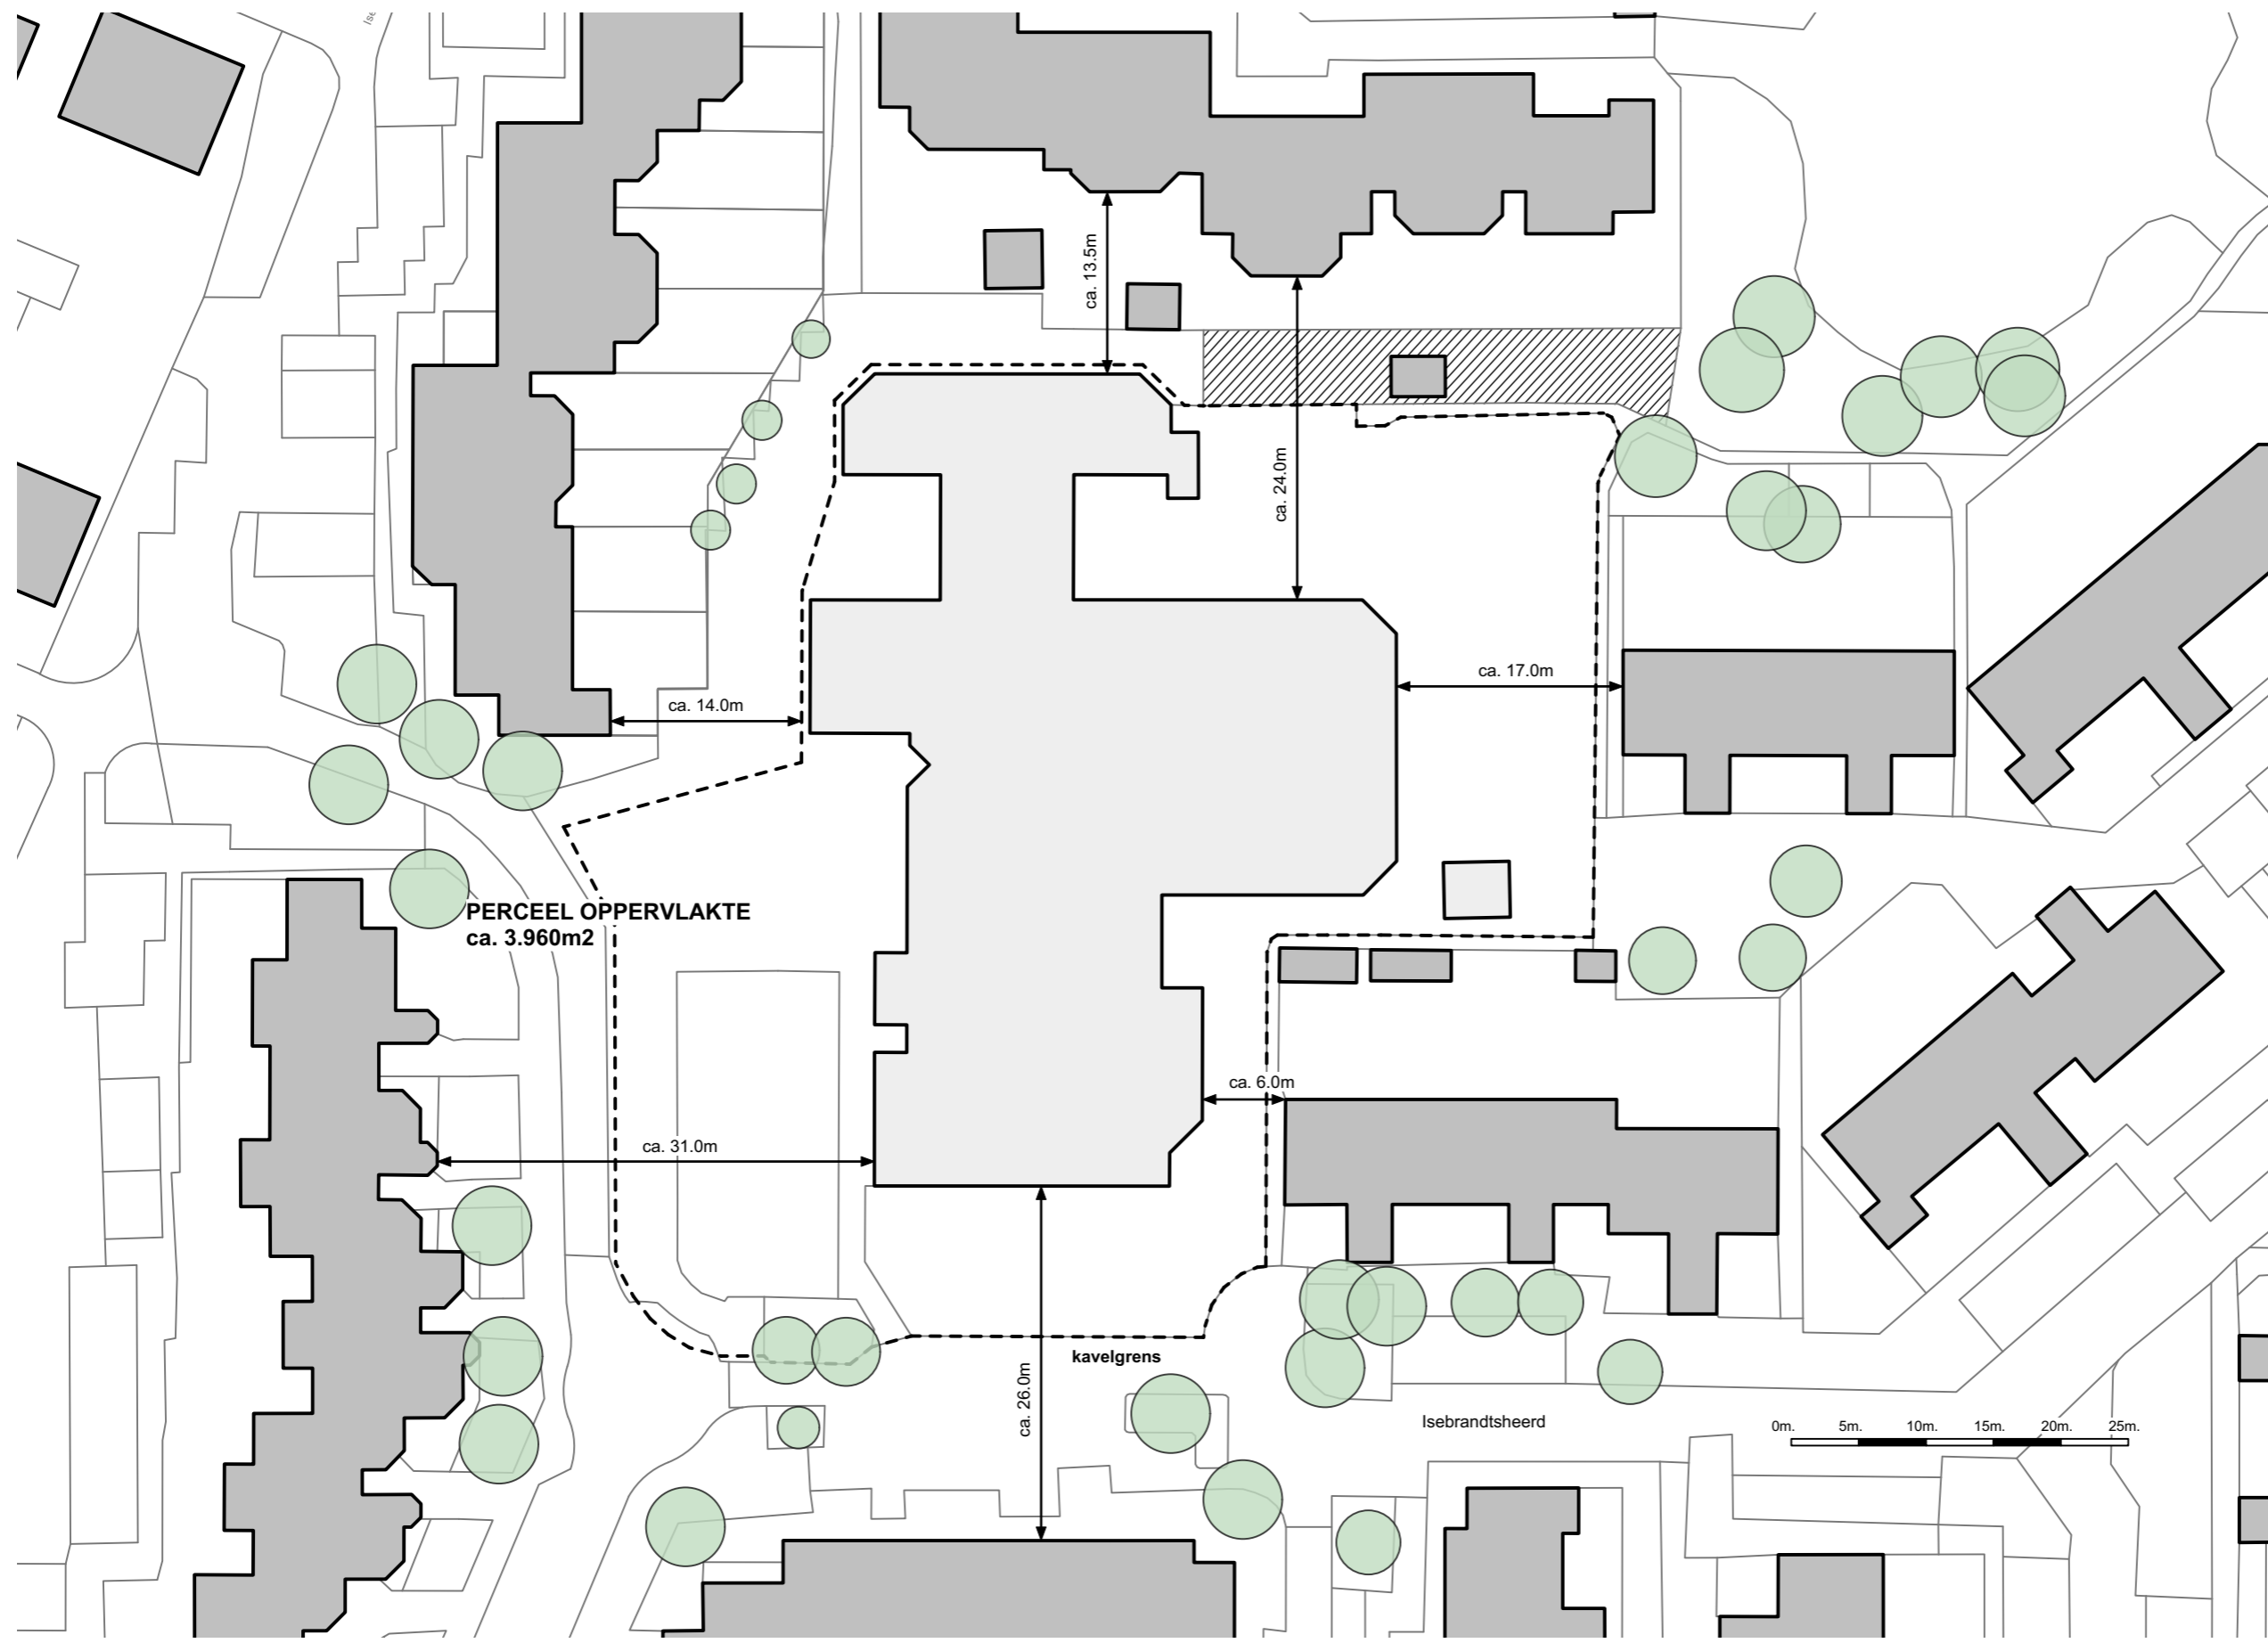 ca. 13.5m
ca. 24.0m
ca. 17.0m
ca. 14.0m
PERCEEL OPPERVLAKTE
ca. 3.960m2
ca. 6.0m
ca. 31.0m
kavelgrens
ca. 26.0m
Isebrandtsheerd
0m. 5m. 10m. 15m. 20m. 25m.